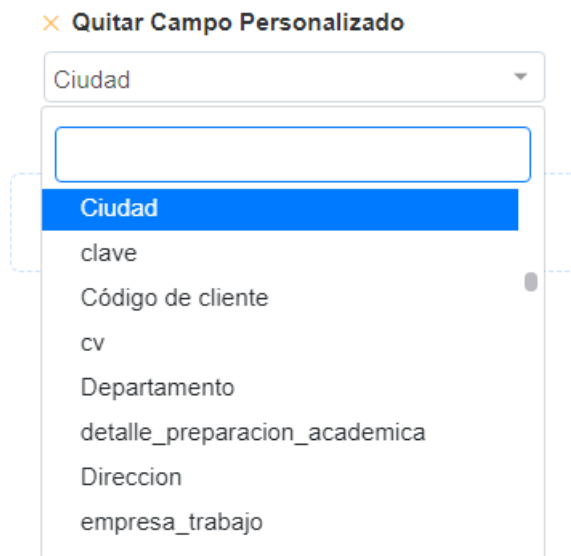 Quitar Campo Personalizado
Ciudad
Ciudad
clave
Código de cliente
cv
Departamento
detalle_preparacion_academica
Direccion
empresa_trabajo